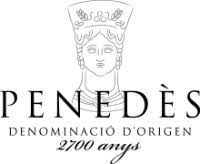 PENEDÈS
DENOMINACIÓ D'ORIGEN
2700 anys